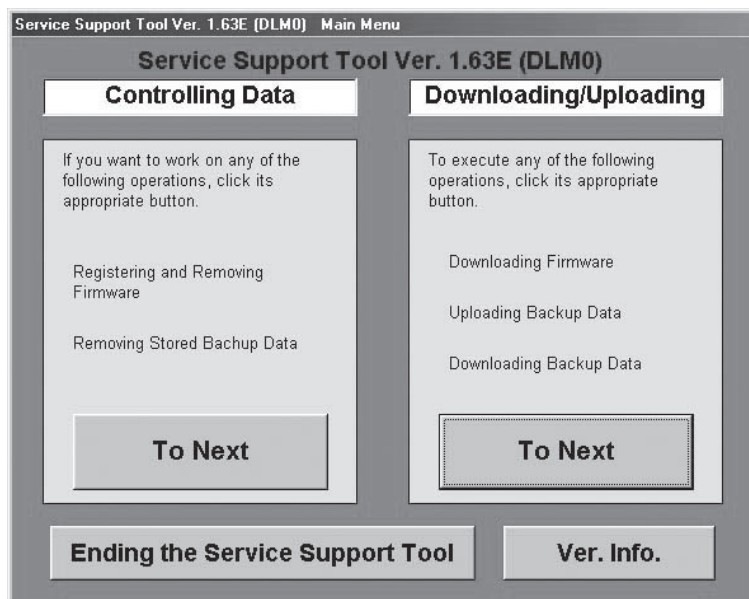 Service Support Tool Ver. 1.63E (DLM0) Main Menu
Service Support Tool Ver. 1.63E (DLM0)
Controlling Data
If you want to work on any of the
following operations, click its
appropriate button.
Registering and Removing
Firmware
Removing Stored Bachup Data
To Next
Downloading/Uploading
To execute any of the following
operations, click its appropriate
button.
Downloading Firmware
Uploading Backup Data
Downloading Backup Data
To Next
Ending the Service Support Tool
Ver. Info.